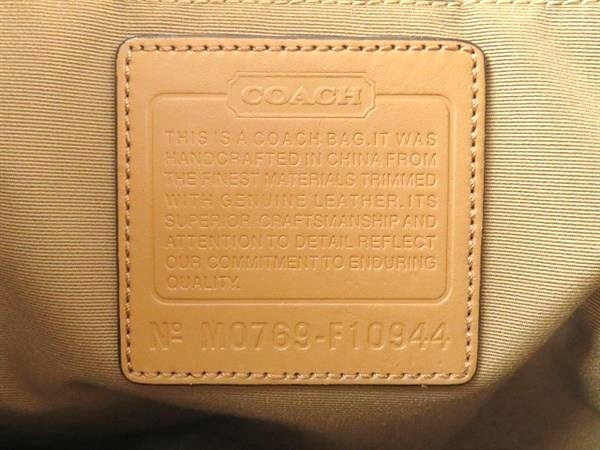 COACH
THIS IS A COACH BAG. IT WAS
HANDCRAFTED IN CHINA FROM
THE FINEST MATERIALS TRIMMED
WITH GENUINE LEATHER. ITS
SUPERIOR CRAFTSMANSHIP AND
ATTENTION TO DETAIL REFLECT
OUR COMMITMENT TO ENDURING
QUALITY.
Nº M0769-F10944